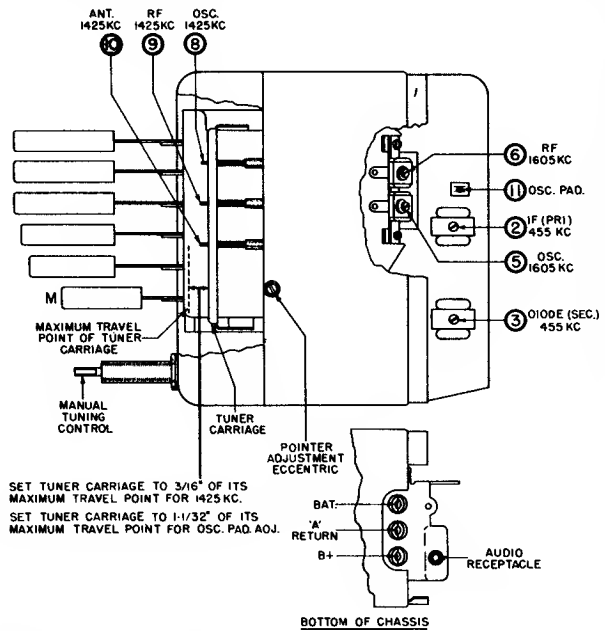 ANT.
1425KC
10
RF
1425KC
9
OSC.
1425KC
8
6 RF
1605KC
11 OSC. PAD.
2 IF (PRI)
455 KC
5 OSC.
1605KC
3 DIODE (SEC.)
455KC
M
MAXIMUM TRAVEL
POINT OF TUNER
CARRIAGE
MANUAL
TUNING
CONTROL
TUNER
CARRIAGE
POINTER
ADJUSTMENT
ECCENTRIC
SET TUNER CARRIAGE TO 3/16" OF ITS
MAXIMUM TRAVEL POINT FOR 1425 KC.
SET TUNER CARRIAGE TO 1-1/32" OF ITS
MAXIMUM TRAVEL POINT FOR OSC. PAD. ADJ.
BAT.
'A'
RETURN
B+
AUDIO
RECEPTACLE
BOTTOM OF CHASSIS